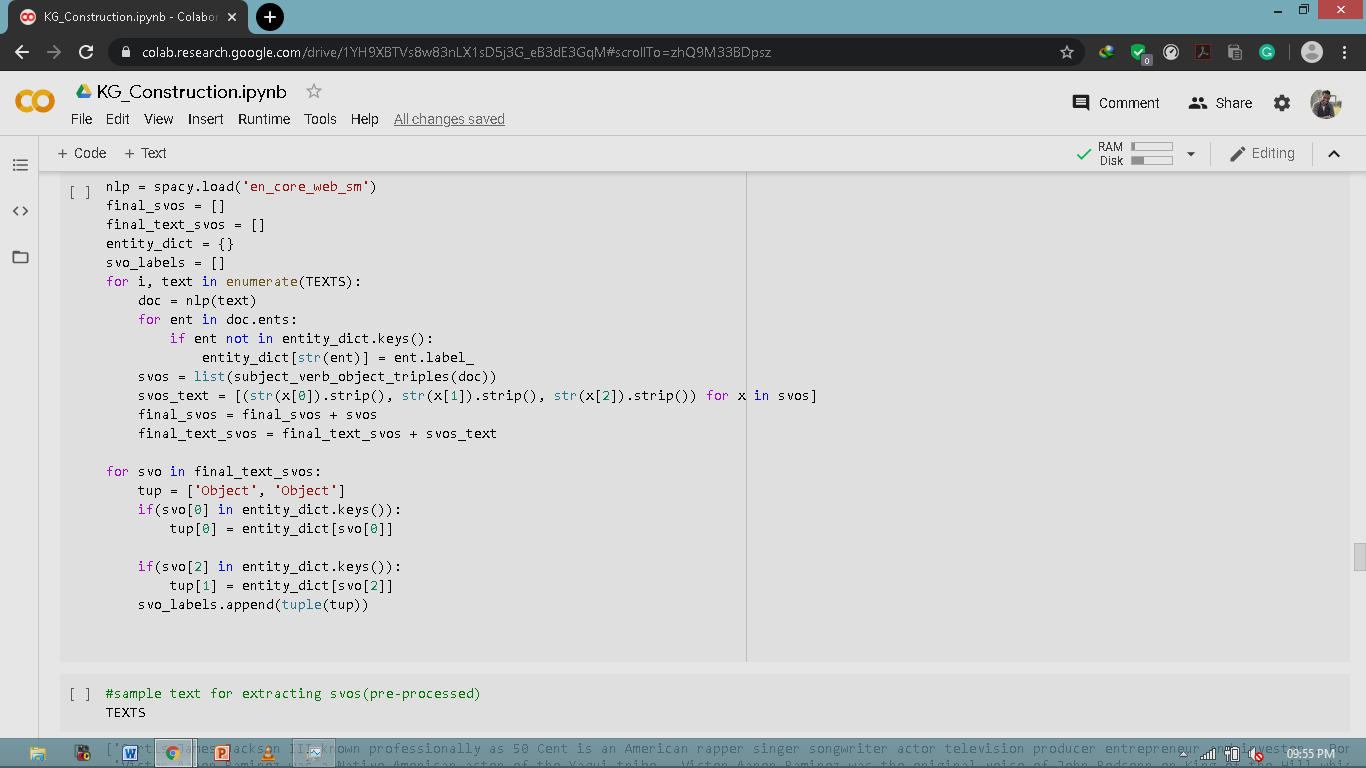 KG_Construction.ipynb - Colabor
colab.research.google.com/drive/1YH9XBTVs8w83nLX1sD5j3G_eB3dE3GqM#scrollTo=zhQ9M33BDpsz
0
KG_Construction.ipynb
Comment
Share
File Edit View Insert Runtime Tools Help All changes saved
+ Code + Text
RAM
Disk
Editing
[ ] nlp = spacy.load('en_core_web_sm')
final_svos = []
final_text_svos = []
entity_dict = {}
svo_labels = []
for i, text in enumerate(TEXTS):
    doc = nlp(text)
    for ent in doc.ents:
        if ent not in entity_dict.keys():
            entity_dict[str(ent)] = ent.label_
    svos = list(subject_verb_object_triples(doc))
    svos_text = [(str(x[0]).strip(), str(x[1]).strip(), str(x[2]).strip()) for x in svos]
    final_svos = final_svos + svos
    final_text_svos = final_text_svos + svos_text
for svo in final_text_svos:
    tup = ['Object', 'Object']
    if(svo[0] in entity_dict.keys()):
        tup[0] = entity_dict[svo[0]]
    if(svo[2] in entity_dict.keys()):
        tup[1] = entity_dict[svo[2]]
    svo_labels.append(tuple(tup))
[ ] #sample text for extracting svos(pre-processed)
TEXTS
['Curtis James Jackson III known professionally as 50 Cent is an American rapper singer songwriter actor television producer entrepreneur and investor
09:55 PM